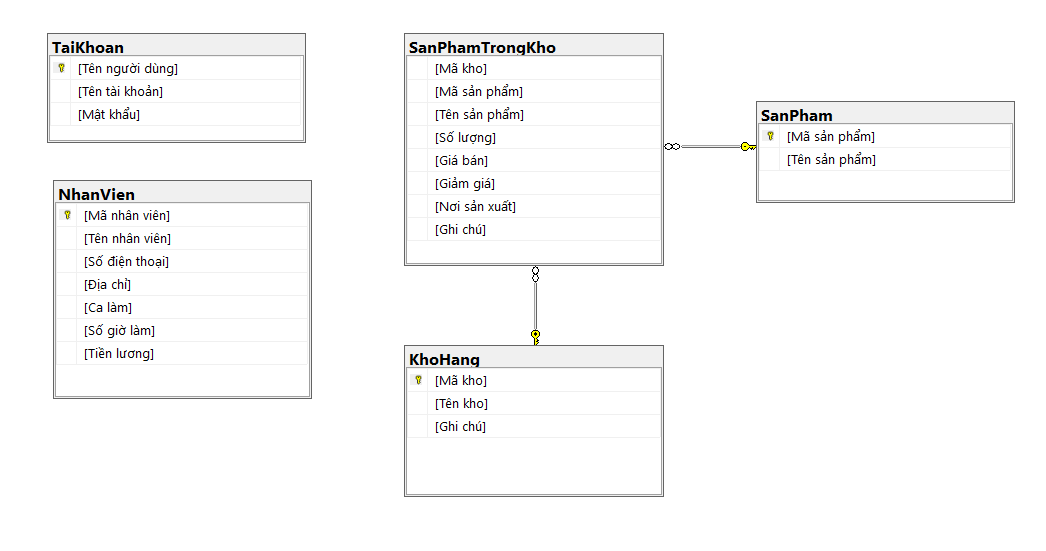 TaiKhoan
[Tên người dùng]
[Tên tài khoản]
[Mật khẩu]
NhanVien
[Mã nhân viên]
[Tên nhân viên]
[Số điện thoại]
[Địa chỉ]
[Ca làm]
[Số giờ làm]
[Tiền lương]
SanPhamTrongKho
[Mã kho]
[Mã sản phẩm]
[Tên sản phẩm]
[Số lượng]
[Giá bán]
[Giảm giá]
[Nơi sản xuất]
[Ghi chú]
KhoHang
[Mã kho]
[Tên kho]
[Ghi chú]
SanPham
[Mã sản phẩm]
[Tên sản phẩm]